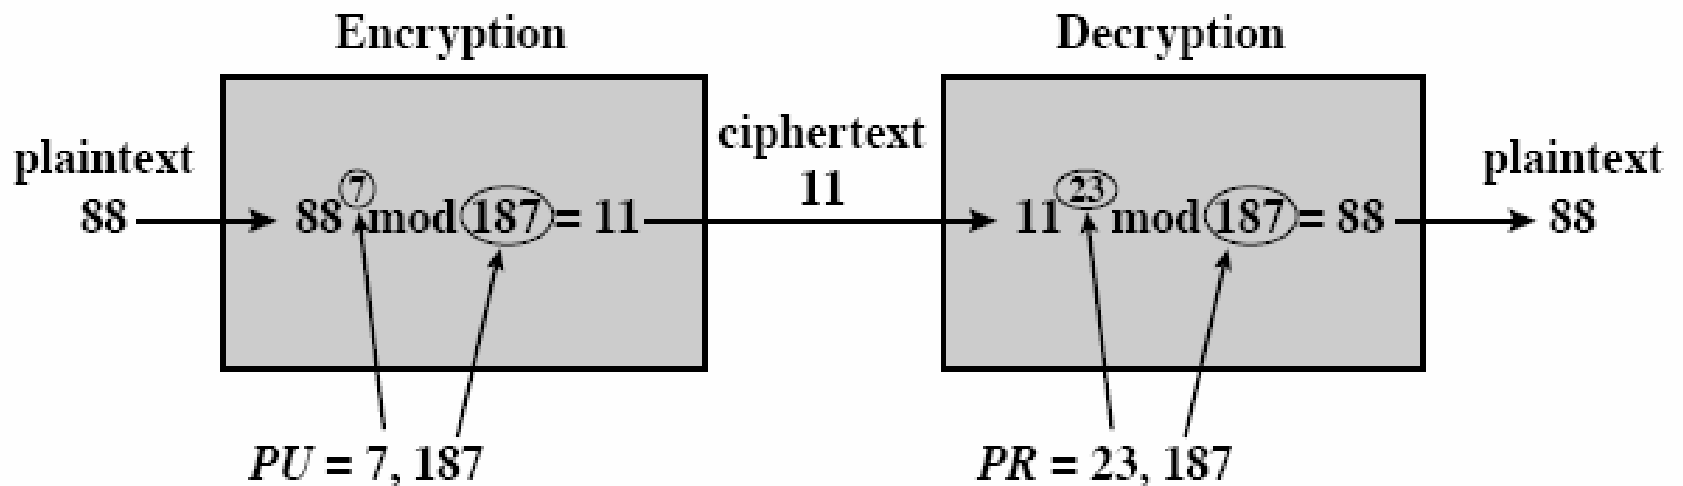 Encryption
Decryption
plaintext
88
88^7 mod 187 = 11
ciphertext
11
11^23 mod 187 = 88
plaintext
88
PU = 7, 187
PR = 23, 187